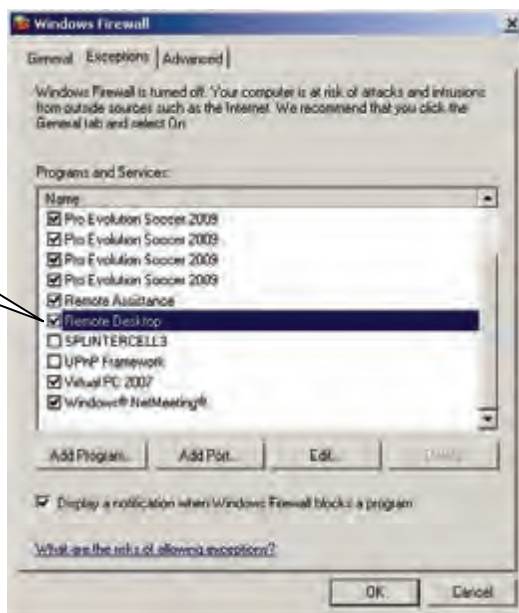 Windows Firewall
General Exceptions Advanced
Windows Firewall is turned off. Your computer is at risk of attacks and intrusions
from outside sources such as the Internet. We recommend that you click the
General tab and select On
Programs and Services:
Name
Pro Evolution Soccer 2009
Pro Evolution Soccer 2009
Pro Evolution Soccer 2009
Pro Evolution Soccer 2009
Remote Assistance
Remote Desktop
SPLINTERCELL3
UPnP Framework
Virtual PC 2007
Windows® NetMeeting®
Add Program... Add Port... Edit... Delete
Display a notification when Windows Firewall blocks a program
What are the risks of allowing exceptions?
OK Cancel